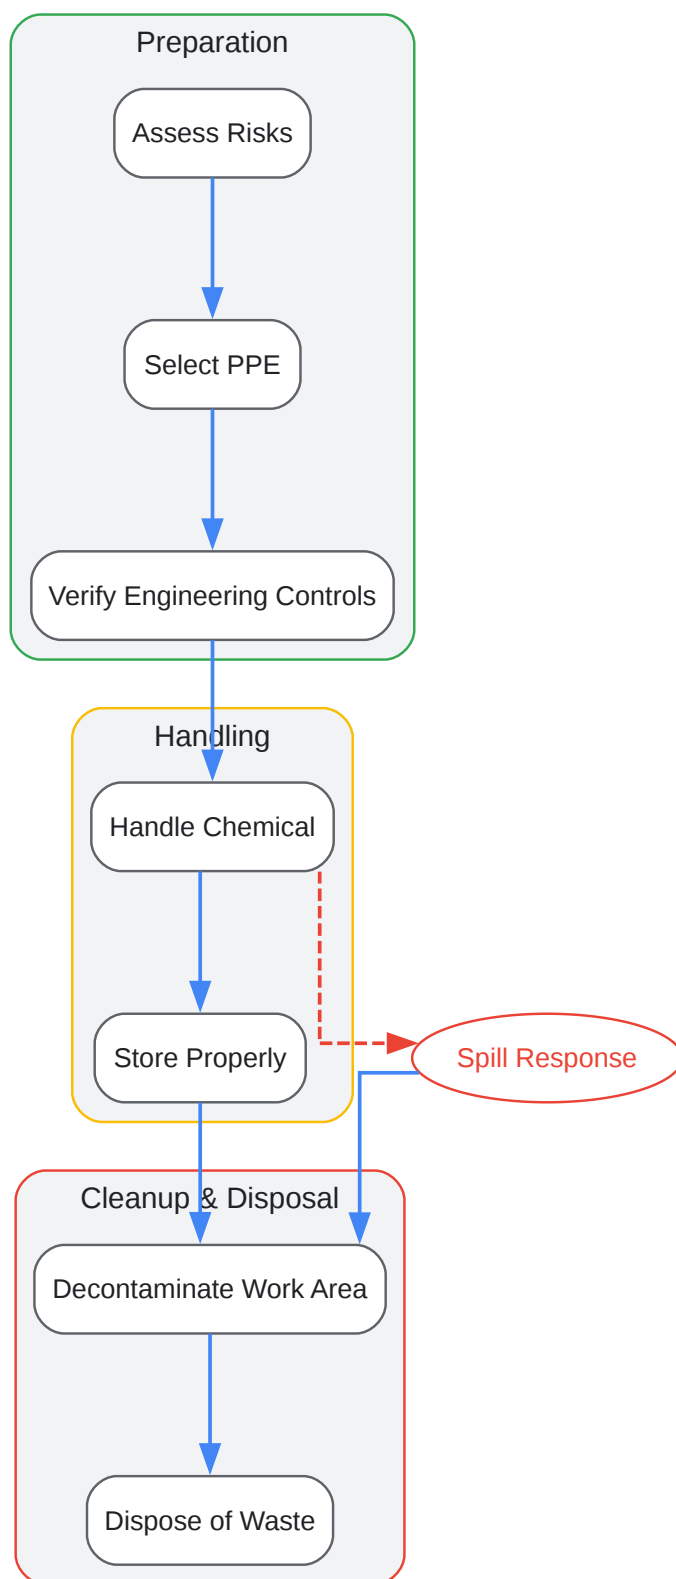 Preparation
Assess Risks
Select PPE
Verify Engineering Controls
Handling
Handle Chemical
Store Properly
Spill Response
Cleanup & Disposal
Decontaminate Work Area
Dispose of Waste